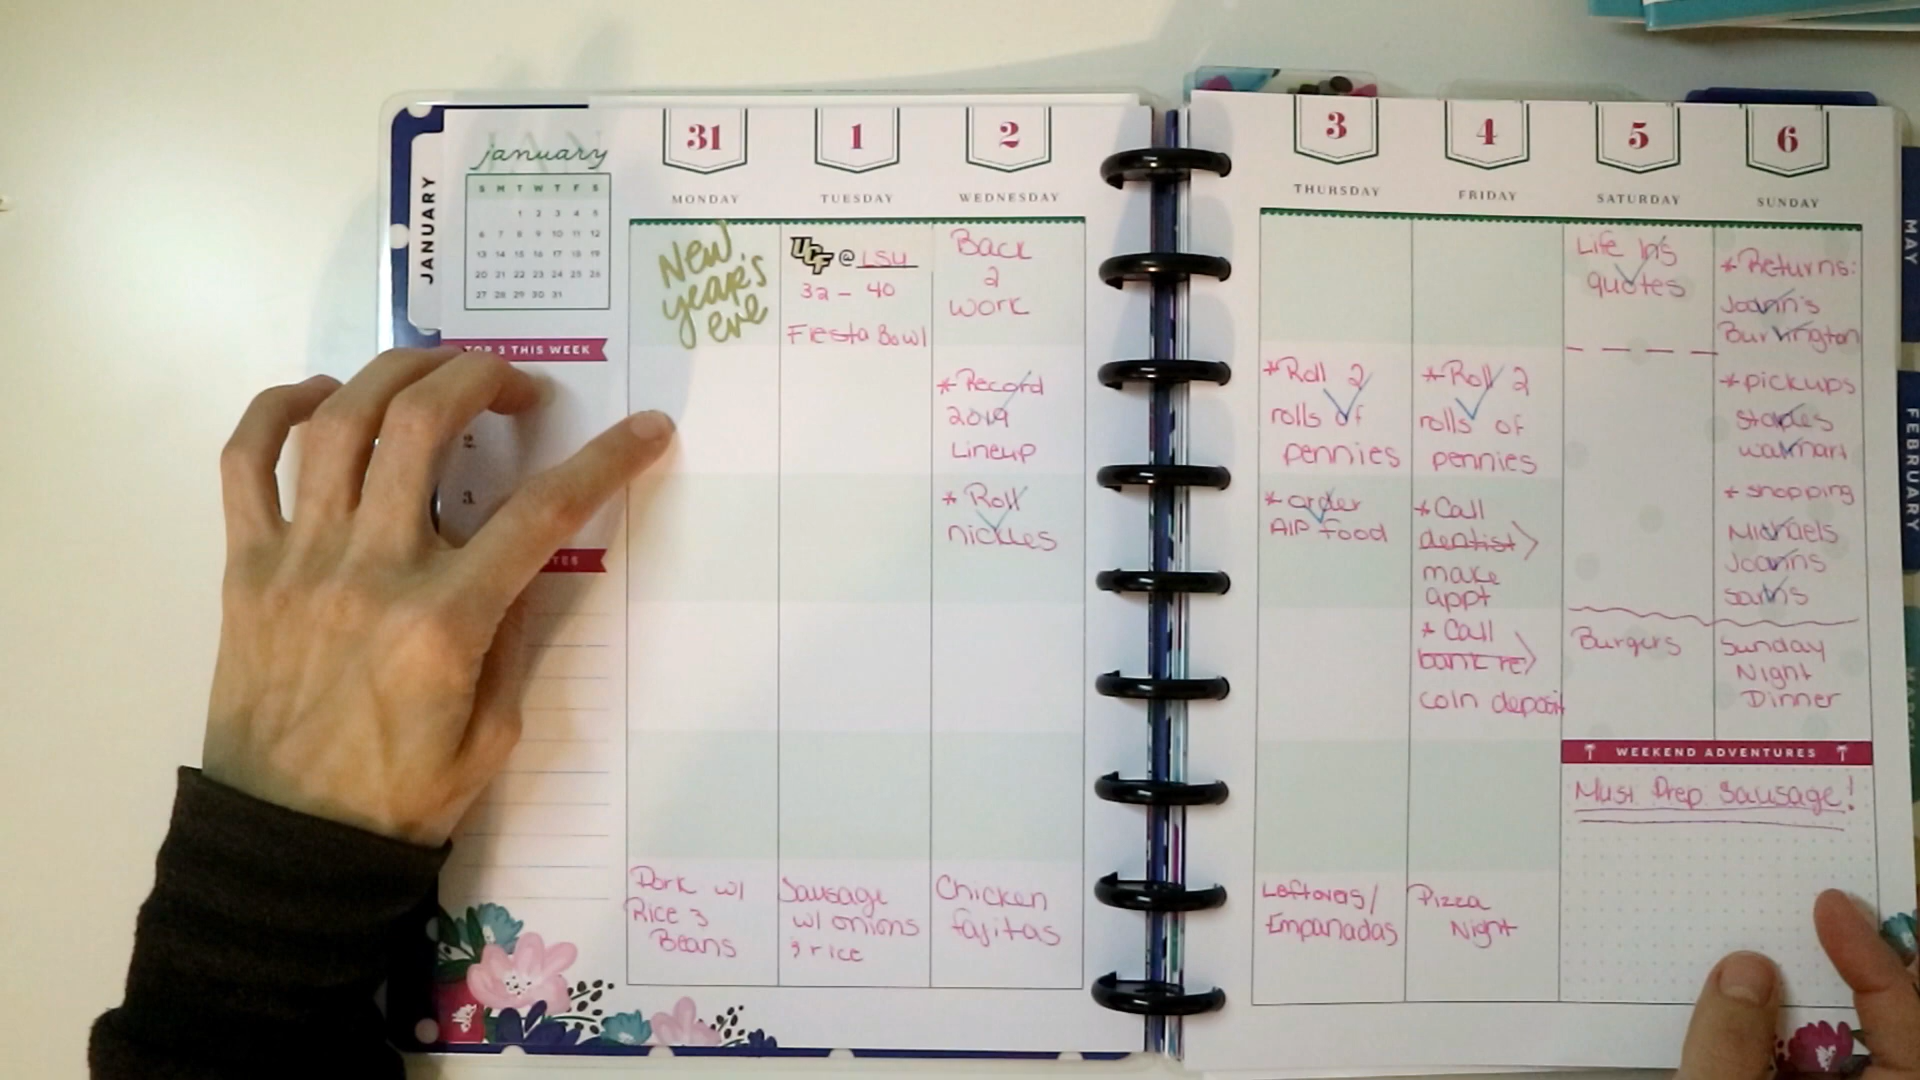 JAN
january
S M T W T F S
1 2 3 4 5
6 7 8 9 10 11 12
13 14 15 16 17 18 19
20 21 22 23 24 25 26
27 28 29 30 31
JANUARY
TOP 3 THIS WEEK
2.
3.
31
MONDAY
New
year's
eve
Pork w/
Rice &
Beans
1
TUESDAY
UCF @ LSU
32 - 40
Fiesta Bowl
Sausage
w/ onions
& rice
2
WEDNESDAY
Back
2
work
*Record
2019
Lineup
* Roll
nickles
Chicken
fajitas
3
THURSDAY
*Roll 2
rolls of
pennies
*order
AIP food
Leftovers/
Empanadas
4
FRIDAY
*Roll 2
rolls of
pennies
*Call
dentist>
make
appt
* Call
bank re>
coin deposit
Pizza
Night
5
SATURDAY
Life Ins
quotes
Burgers
6
SUNDAY
*Returns:
Joann's
Burlington
*pickups
staples
walmart
* shopping
Michaels
Joanns
sam's
Sunday
Night
Dinner
WEEKEND ADVENTURES
Must Prep Sausage!
MAY
FEBRUARY
MARCH